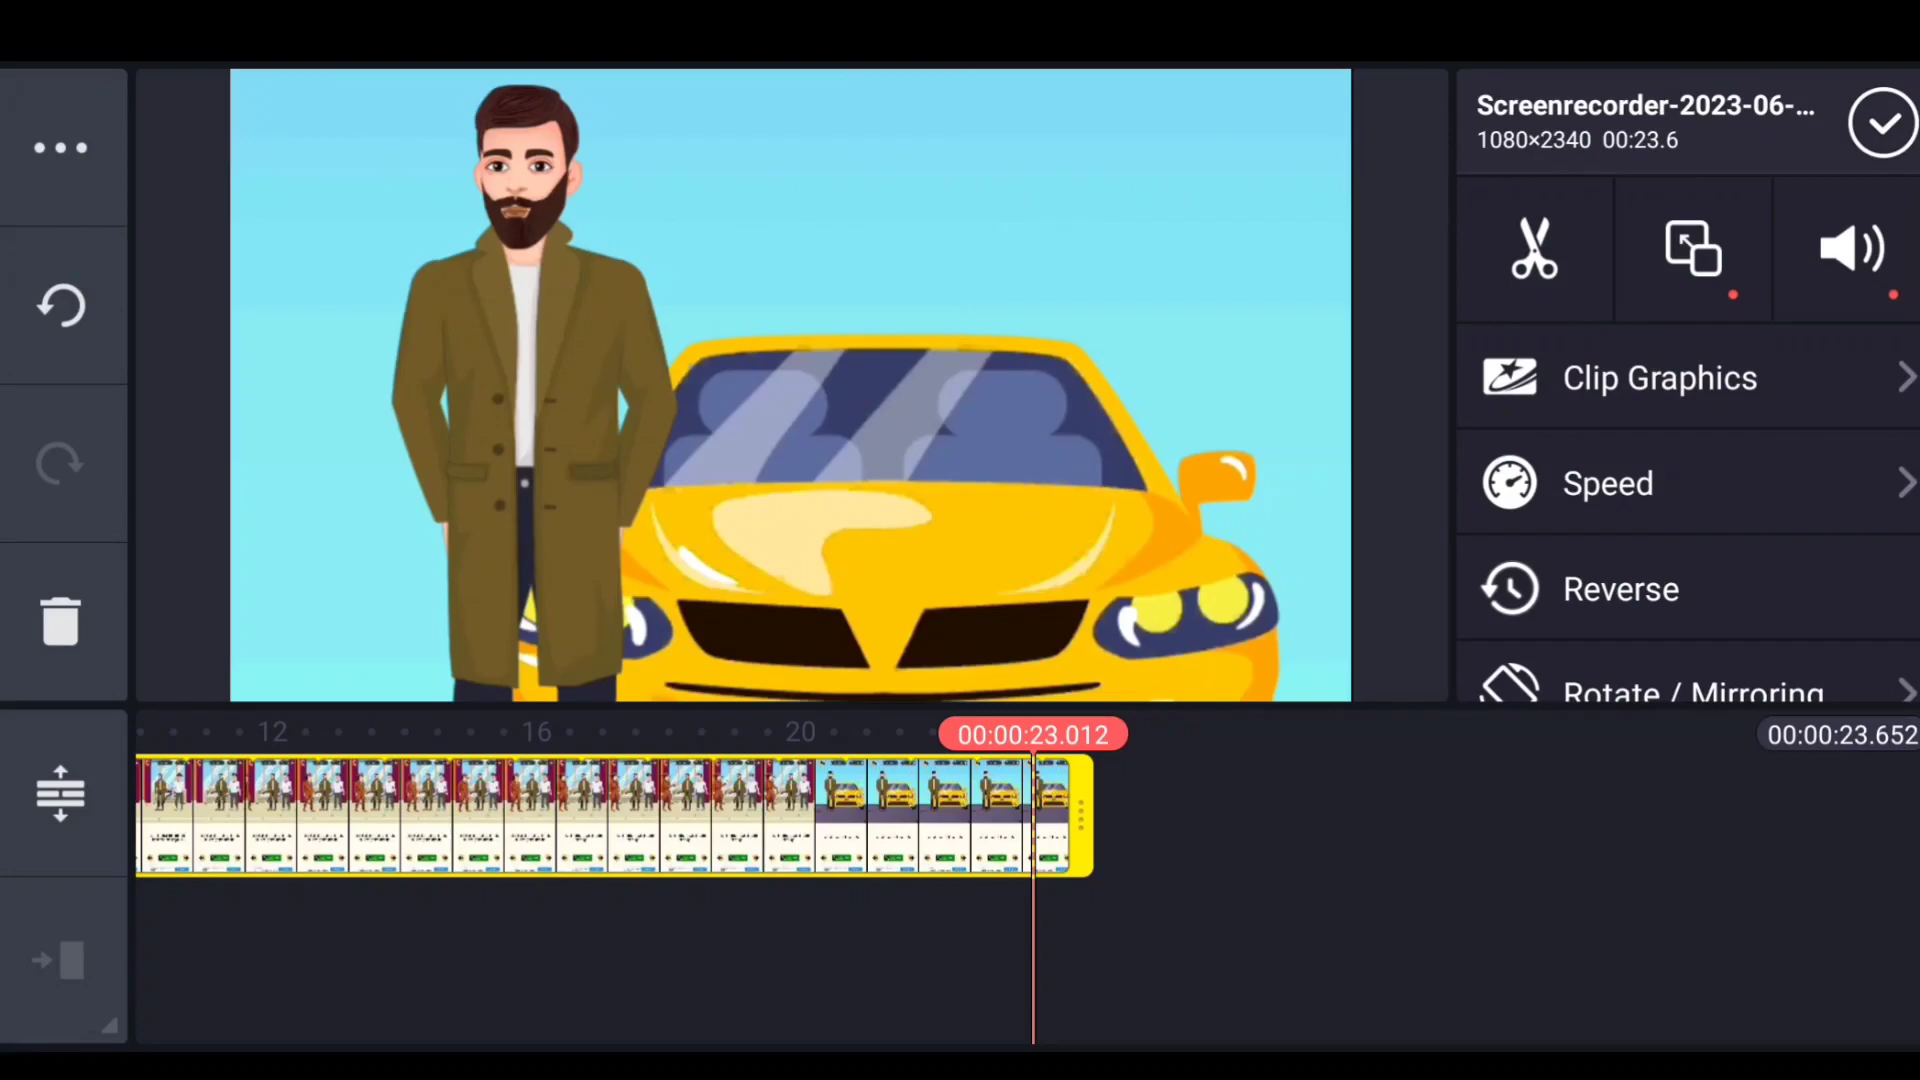 Screenrecorder-2023-06-...
1080×2340 00:23.6
Clip Graphics
Speed
Reverse
Rotate / Mirroring
12
16
20
00:00:23.012
00:00:23.652